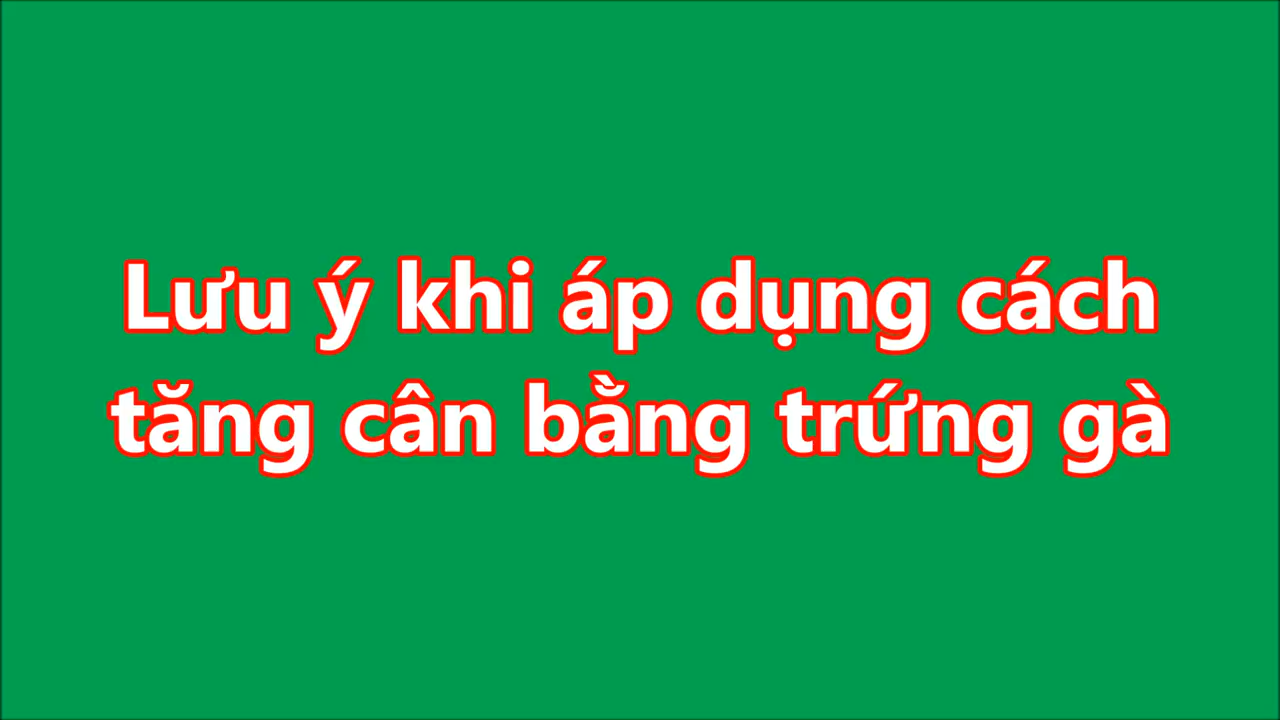 Lưu ý khi áp dụng cách
tăng cân bằng trứng gà